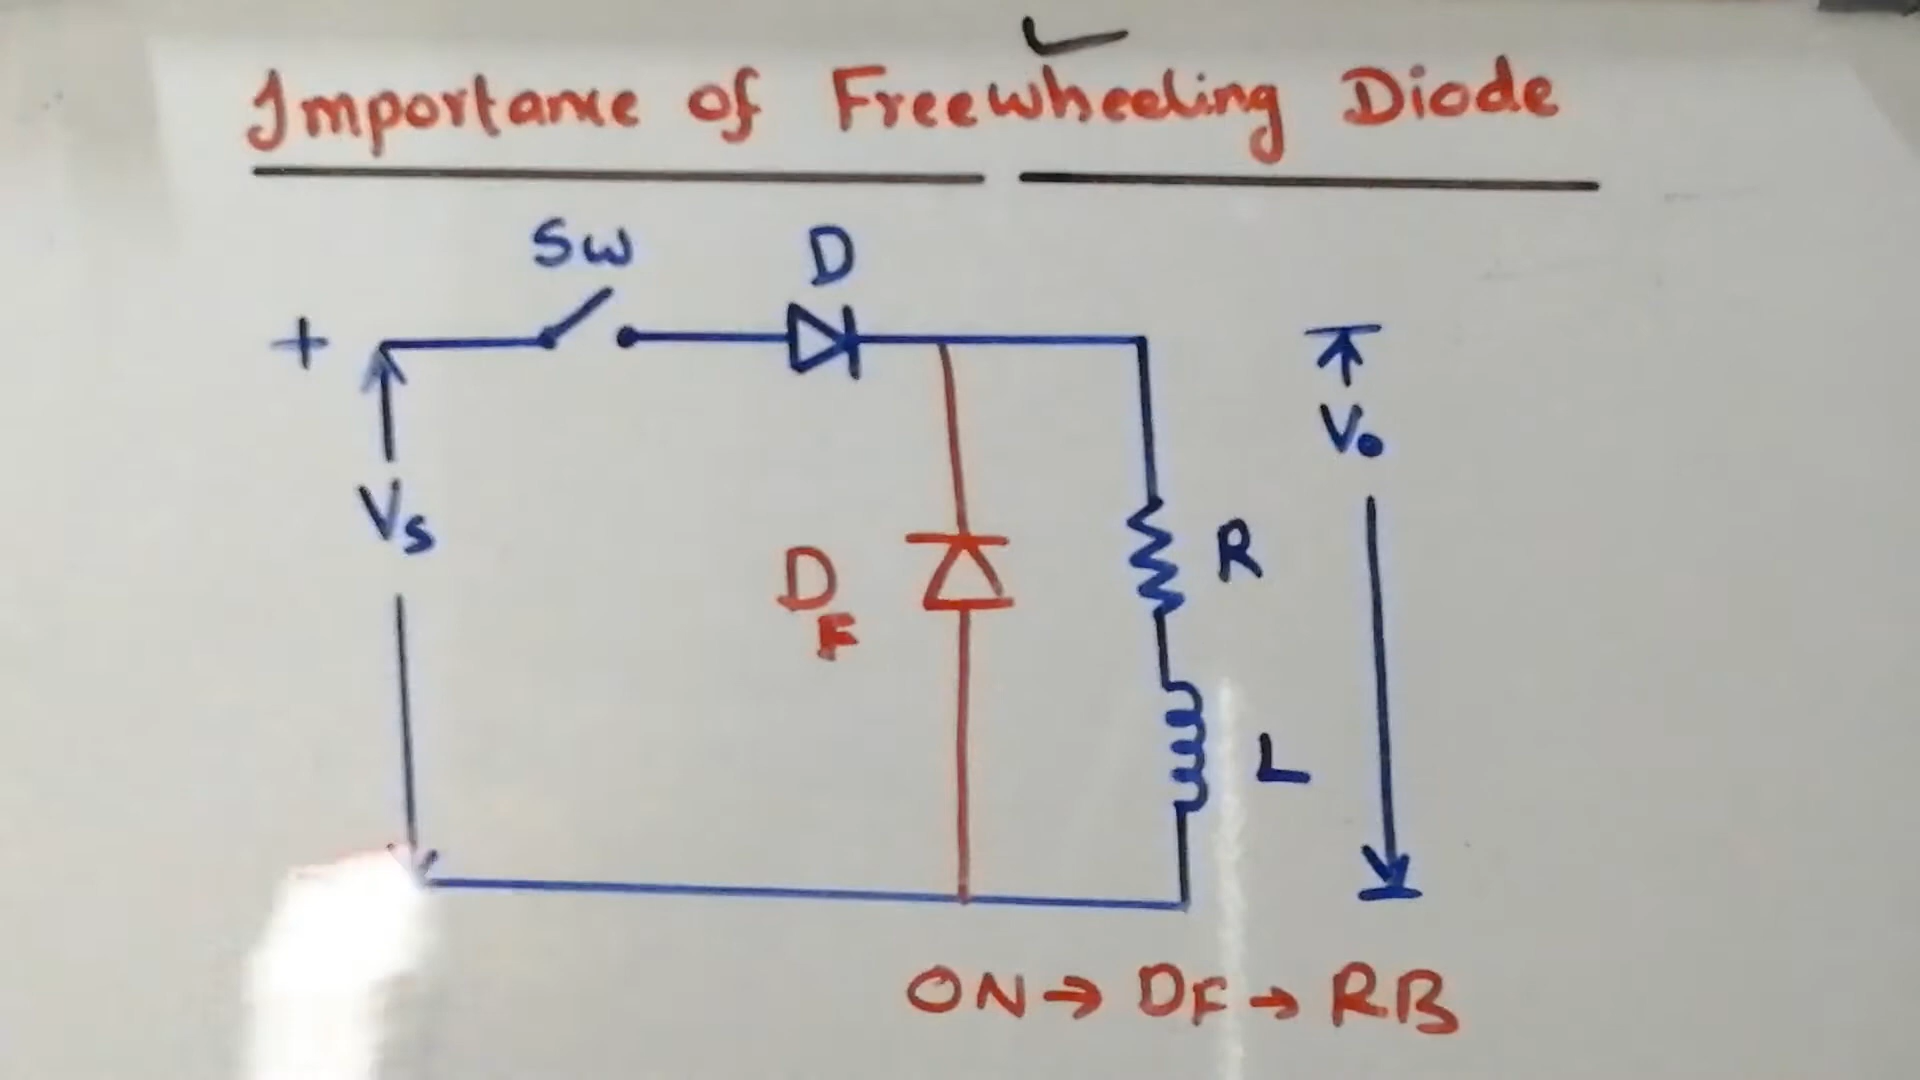 Importance of Freewheeling Diode
SW
D
+
Vs
Vo
DF
R
L
ON → DF → RB